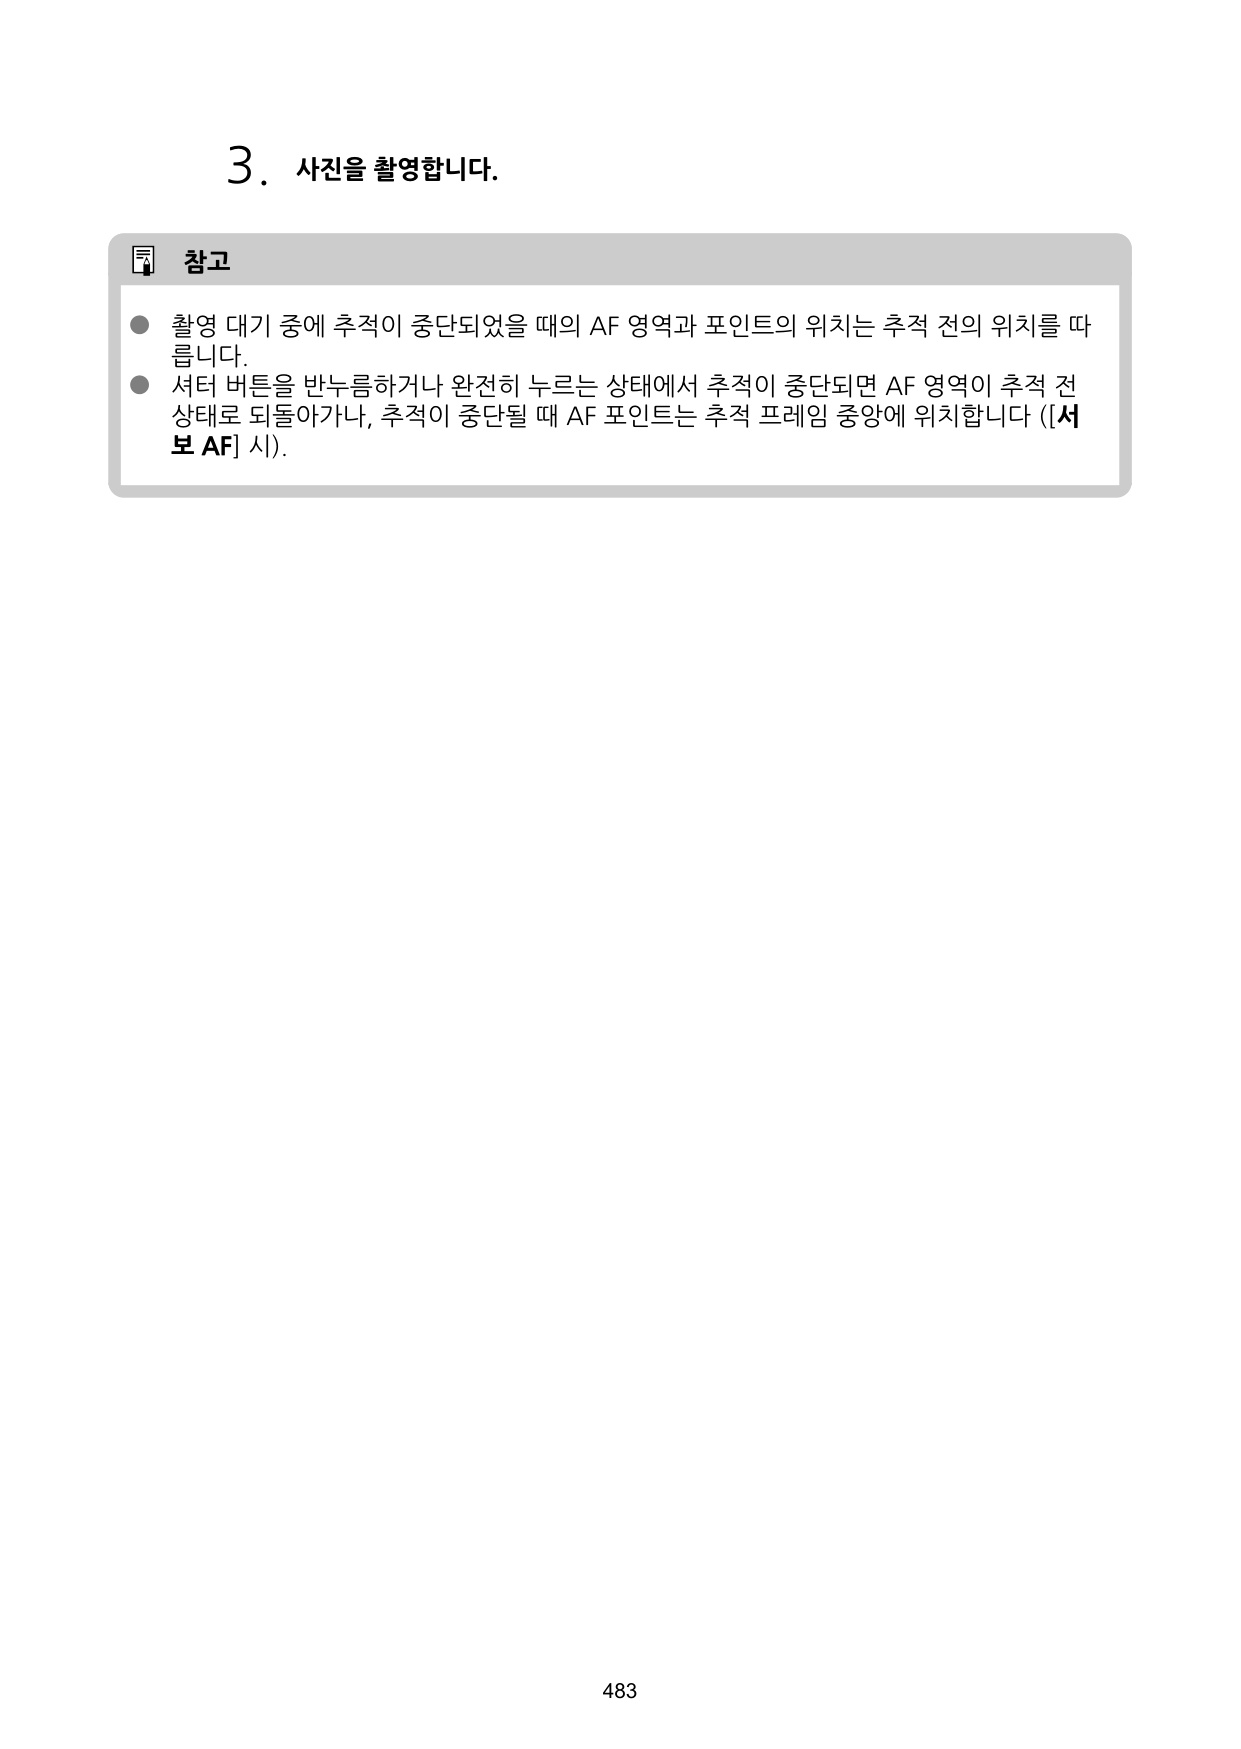 3. 사진을 촬영합니다.
참고
● 촬영 대기 중에 추적이 중단되었을 때의 AF 영역과 포인트의 위치는 추적 전의 위치를 따
릅니다.
● 셔터 버튼을 반누름하거나 완전히 누르는 상태에서 추적이 중단되면 AF 영역이 추적 전
상태로 되돌아가나, 추적이 중단될 때 AF 포인트는 추적 프레임 중앙에 위치합니다 ([서
보 AF] 시).
483